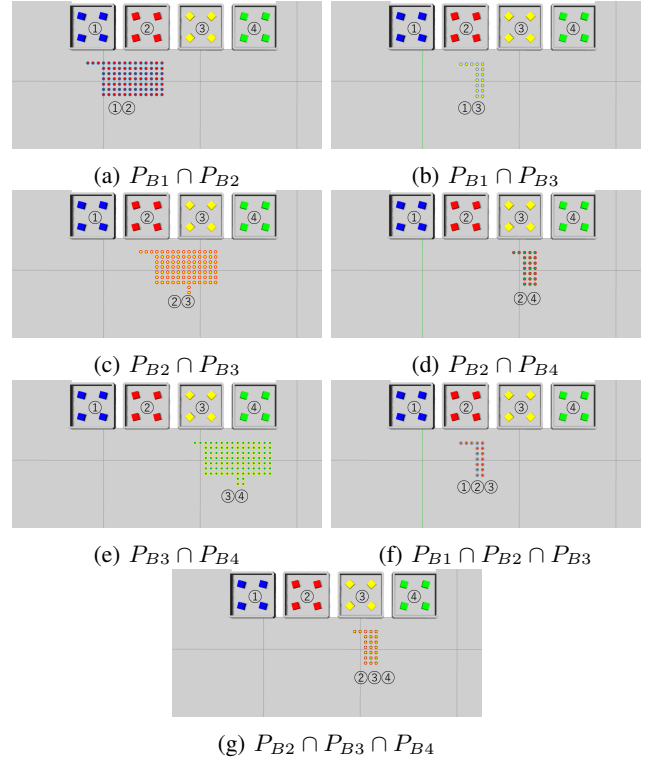 ① ② ③ ④
①②
(a) P_{B1} ∩ P_{B2}
① ② ③ ④
①③
(b) P_{B1} ∩ P_{B3}
① ② ③ ④
②③
(c) P_{B2} ∩ P_{B3}
① ② ③ ④
②④
(d) P_{B2} ∩ P_{B4}
① ② ③ ④
③④
(e) P_{B3} ∩ P_{B4}
① ② ③ ④
①②③
(f) P_{B1} ∩ P_{B2} ∩ P_{B3}
① ② ③ ④
②③④
(g) P_{B2} ∩ P_{B3} ∩ P_{B4}